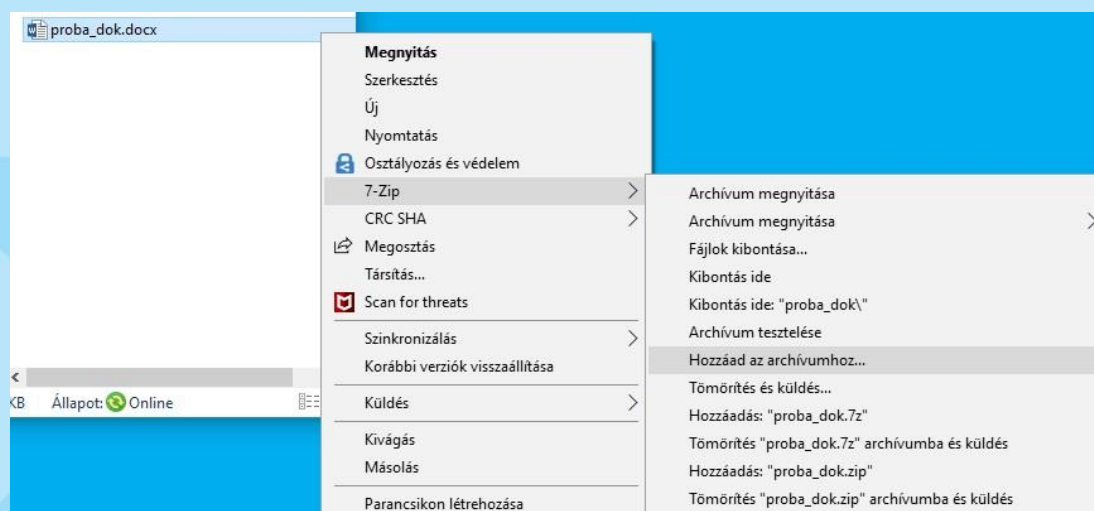 proba_dok.docx
Megnyitás
Szerkesztés
Új
Nyomtatás
Osztályozás és védelem
7-Zip
CRC SHA
Megosztás
Társítás...
Scan for threats
Szinkronizálás
Korábbi verziók visszaállítása
Küldés
Kivágás
Másolás
Parancsikon létrehozása
Archívum megnyitása
Archívum megnyitása
Fájlok kibontása...
Kibontás ide
Kibontás ide: "proba_dok\"
Archívum tesztelése
Hozzáad az archívumhoz...
Tömörítés és küldés...
Hozzáadás: "proba_dok.7z"
Tömörítés "proba_dok.7z" archívumba és küldés
Hozzáadás: "proba_dok.zip"
Tömörítés "proba_dok.zip" archívumba és küldés
KB Állapot: Online